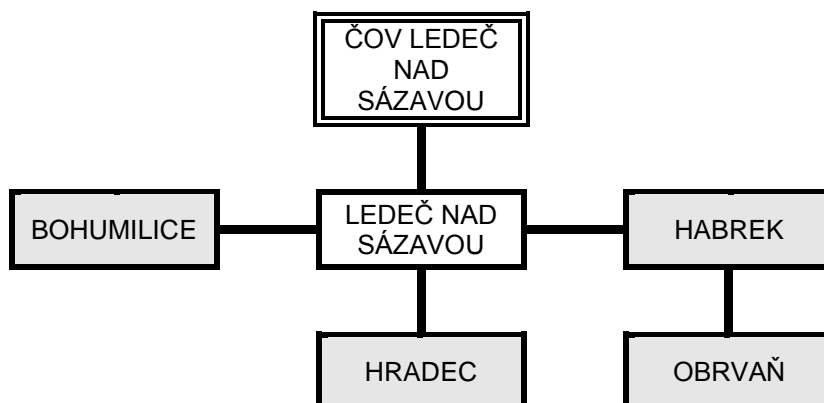 ČOV LEDEČ
NAD
SÁZAVOU
BOHUMILICE
LEDEČ NAD
SÁZAVOU
HABREK
HRADEC
OBRVAŇ